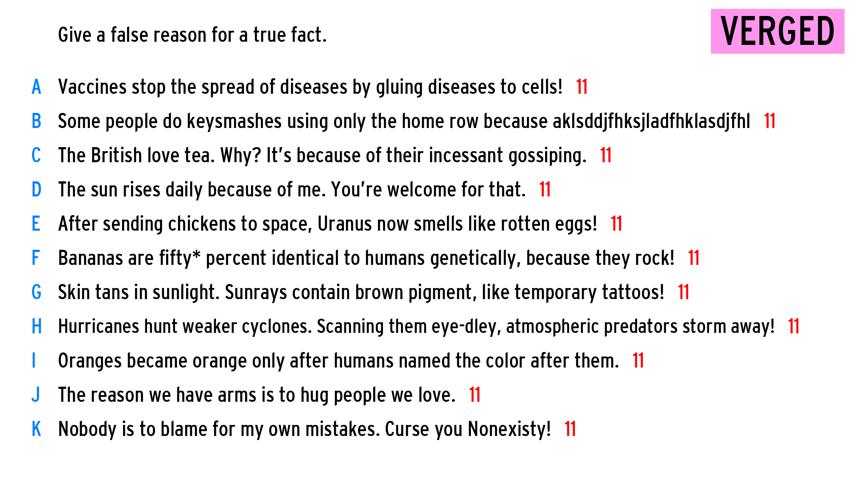 Give a false reason for a true fact.
VERGED
A Vaccines stop the spread of diseases by gluing diseases to cells! 11
B Some people do keysmashes using only the home row because aklsddjfhksjladfhklasdjfhl 11
C The British love tea. Why? It's because of their incessant gossiping. 11
D The sun rises daily because of me. You're welcome for that. 11
E After sending chickens to space, Uranus now smells like rotten eggs! 11
F Bananas are fifty* percent identical to humans genetically, because they rock! 11
G Skin tans in sunlight. Sunrays contain brown pigment, like temporary tattoos! 11
H Hurricanes hunt weaker cyclones. Scanning them eye-dley, atmospheric predators storm away! 11
I Oranges became orange only after humans named the color after them. 11
J The reason we have arms is to hug people we love. 11
K Nobody is to blame for my own mistakes. Curse you Nonexisty! 11